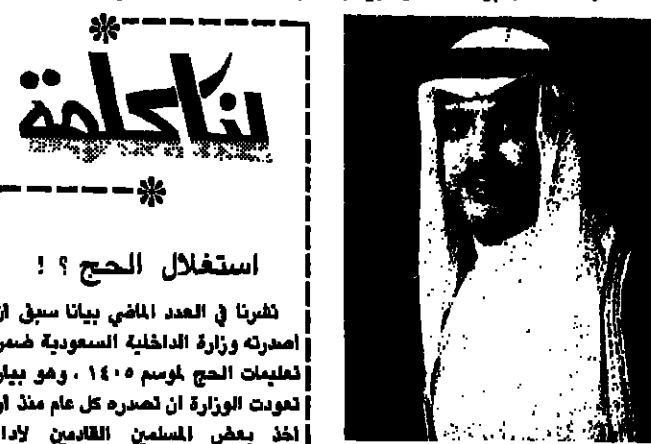 لنا كلمة
استغلال الحج ؟ !
نشرنا في العدد الماضي بيانا سبق ان
اصدرته وزارة الداخلية السعودية ضمن
تعليمات الحج لموسم ١٤٠٥ ، وهو بيان
تعودت الوزارة ان تصدره كل عام منذ ان
اخذ بعض المسلمين القادمين لادا